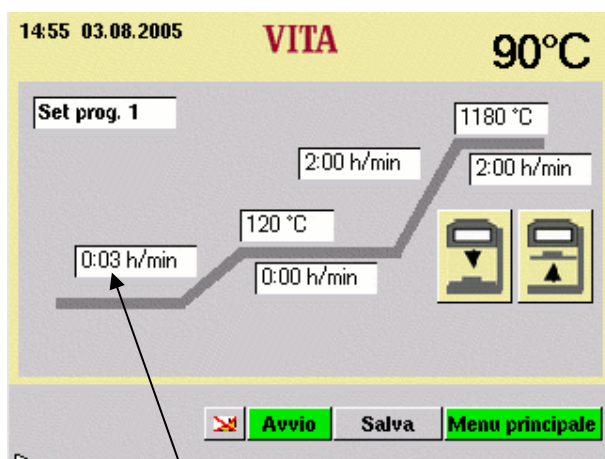 14:55 03.08.2005 VITA 90°C
Set prog. 1
1180 °C
2:00 h/min
2:00 h/min
120 °C
0:03 h/min
0:00 h/min
Avvio Salva Menu principale